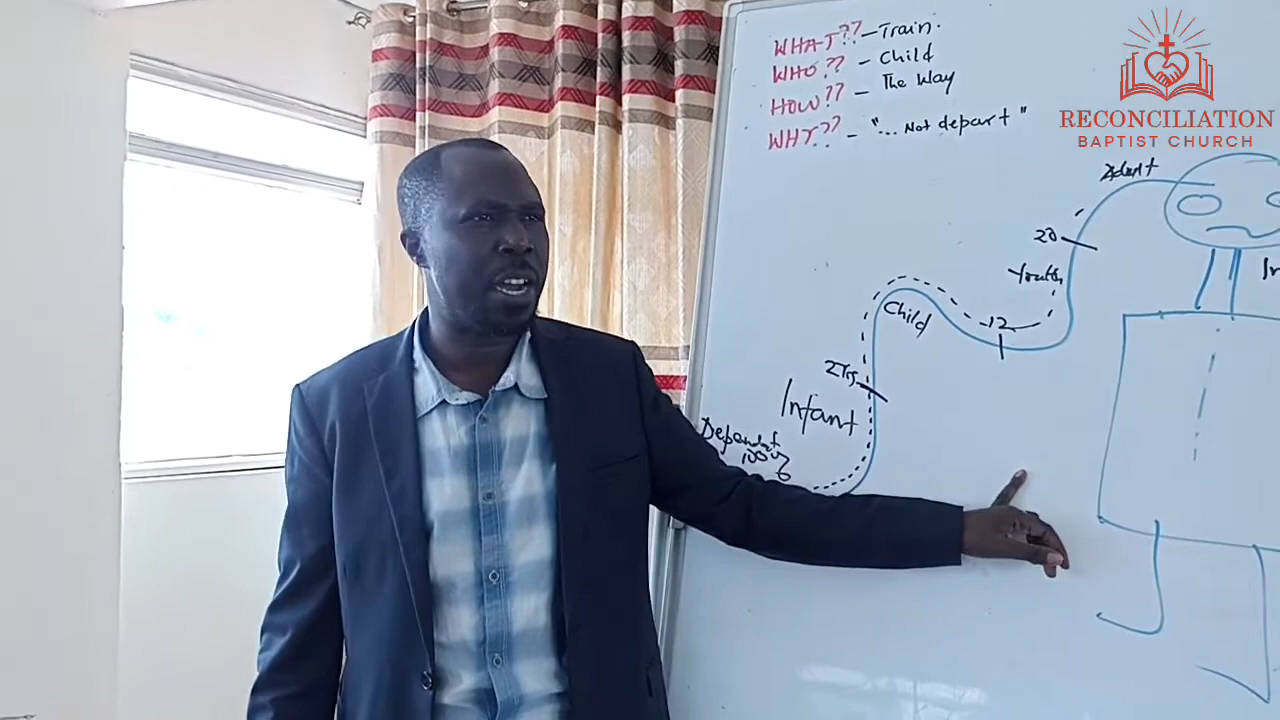 WHAT?? - Train.
WHO?? - Child
HOW?? - The Way
WHY?? - "... Not depart"
RECONCILIATION
BAPTIST CHURCH
Adult
20
Youth
Child
12
2Yrs
Infant
100%